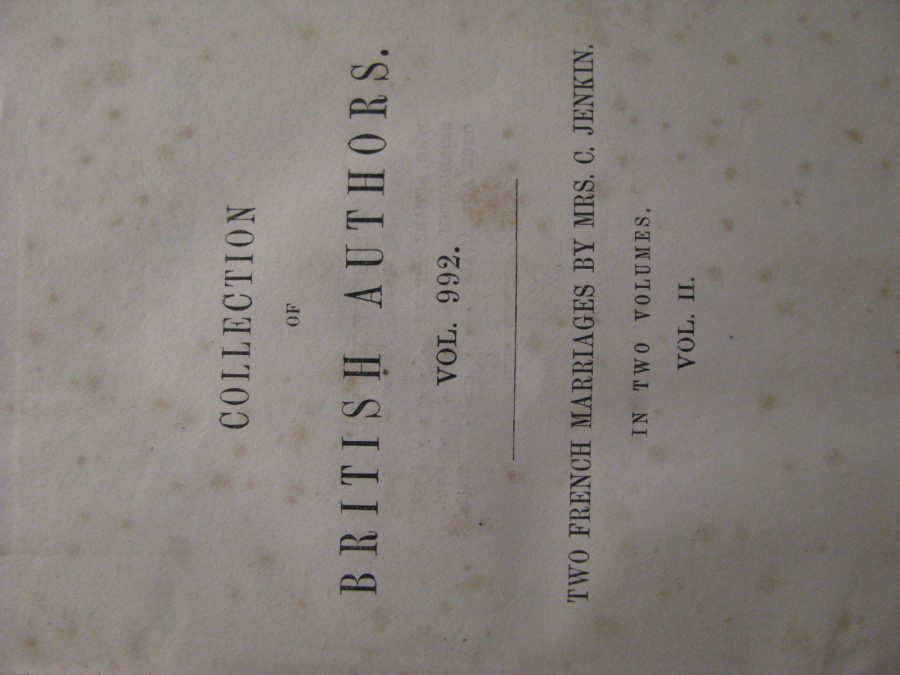 COLLECTION
OF
BRITISH AUTHORS.
VOL. 992.
TWO FRENCH MARRIAGES BY MRS. C. JENKIN.
IN TWO VOLUMES.
VOL. II.